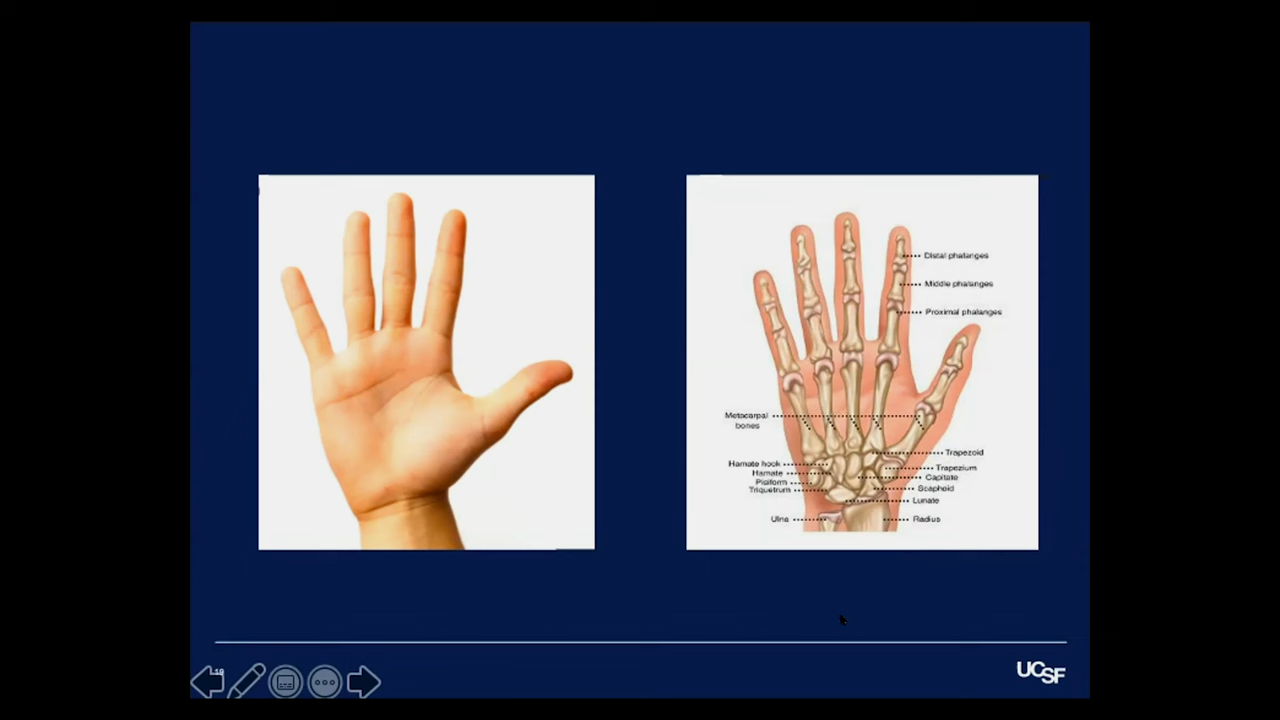 Distal phalanges
Middle phalanges
Proximal phalanges
Metacarpal
bones
Trapezoid
Hamate hook
Trapezium
Hamate
Capitate
Pisiform
Scaphoid
Triquetrum
Lunate
Ulna
Radius
19
UCSF